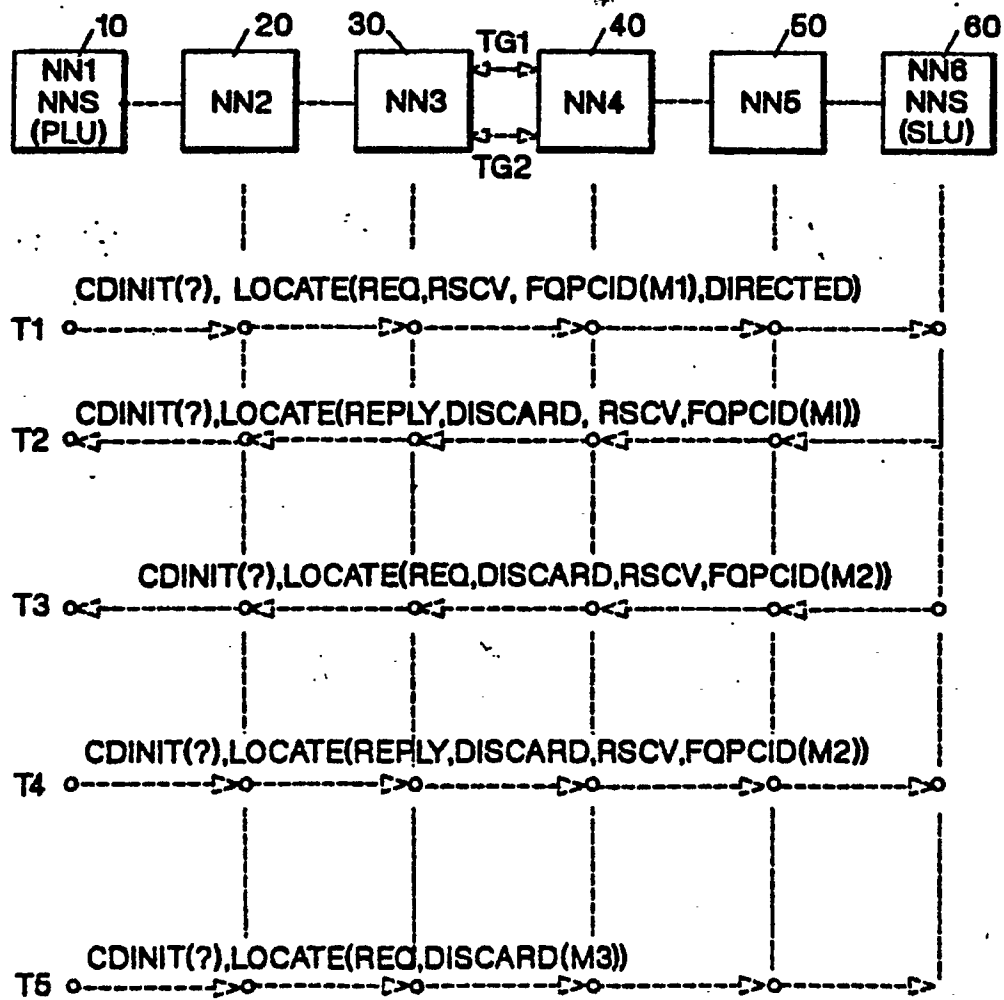 10 20 30 TG1 40 50 60
NN1 NNS (PLU)
NN2
NN3
NN4
NN5
NN6 NNS (SLU)
TG2
CDINIT(?), LOCATE(REQ,RSCV, FQPCID(M1),DIRECTED)
T1
CDINIT(?),LOCATE(REPLY,DISCARD, RSCV,FQPCID(M1))
T2
CDINIT(?),LOCATE(REQ,DISCARD,RSCV,FQPCID(M2))
T3
CDINIT(?),LOCATE(REPLY,DISCARD,RSCV,FQPCID(M2))
T4
CDINIT(?),LOCATE(REQ,DISCARD(M3))
T5